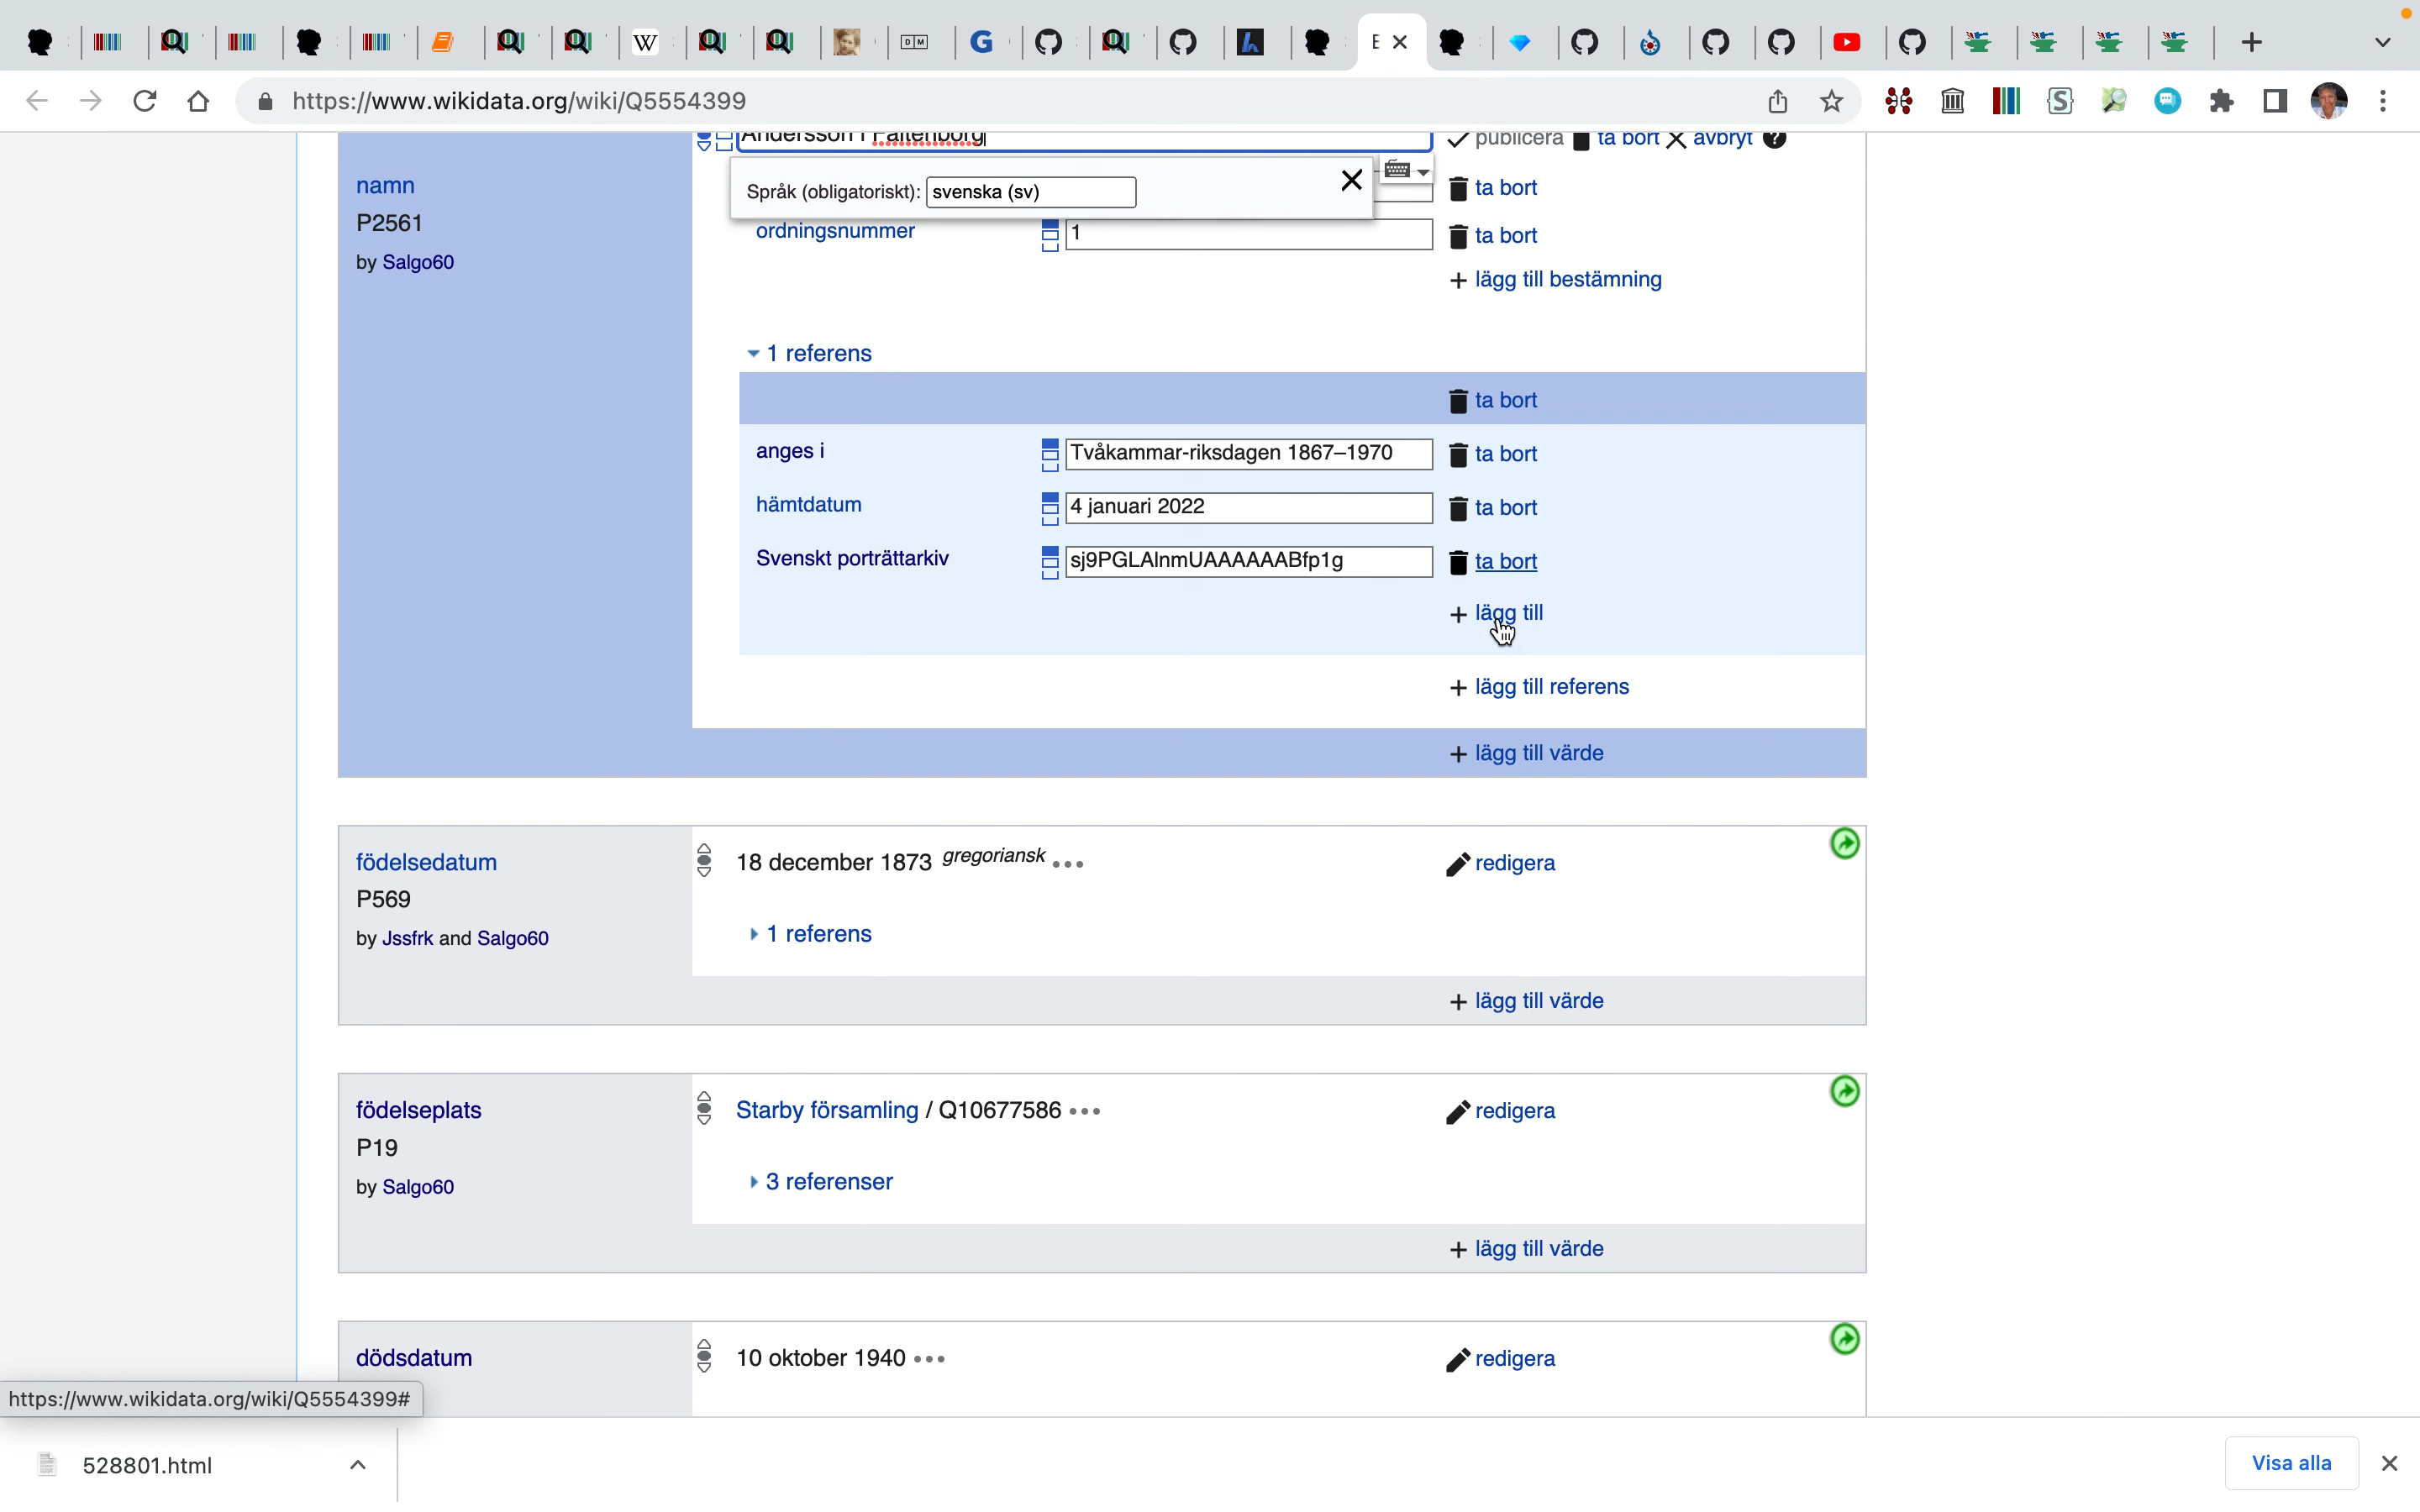 E
https://www.wikidata.org/wiki/Q5554399
Andersson i Fältenborg
publicera ta bort avbryt
namn
Språk (obligatoriskt): svenska (sv)
ta bort
P2561
ordningsnummer 1 ta bort
by Salgo60
lägg till bestämning
1 referens
ta bort
anges i Tvåkammar-riksdagen 1867–1970 ta bort
hämtdatum 4 januari 2022 ta bort
Svenskt porträttarkiv sj9PGLAlnmUAAAAAABfp1g ta bort
+ lägg till
+ lägg till referens
+ lägg till värde
födelsedatum 18 december 1873 gregoriansk ••• redigera
P569
by Jssfrk and Salgo60 1 referens
+ lägg till värde
födelseplats Starby församling / Q10677586 ••• redigera
P19
by Salgo60 3 referenser
+ lägg till värde
dödsdatum 10 oktober 1940 ••• redigera
https://www.wikidata.org/wiki/Q5554399#
528801.html Visa alla